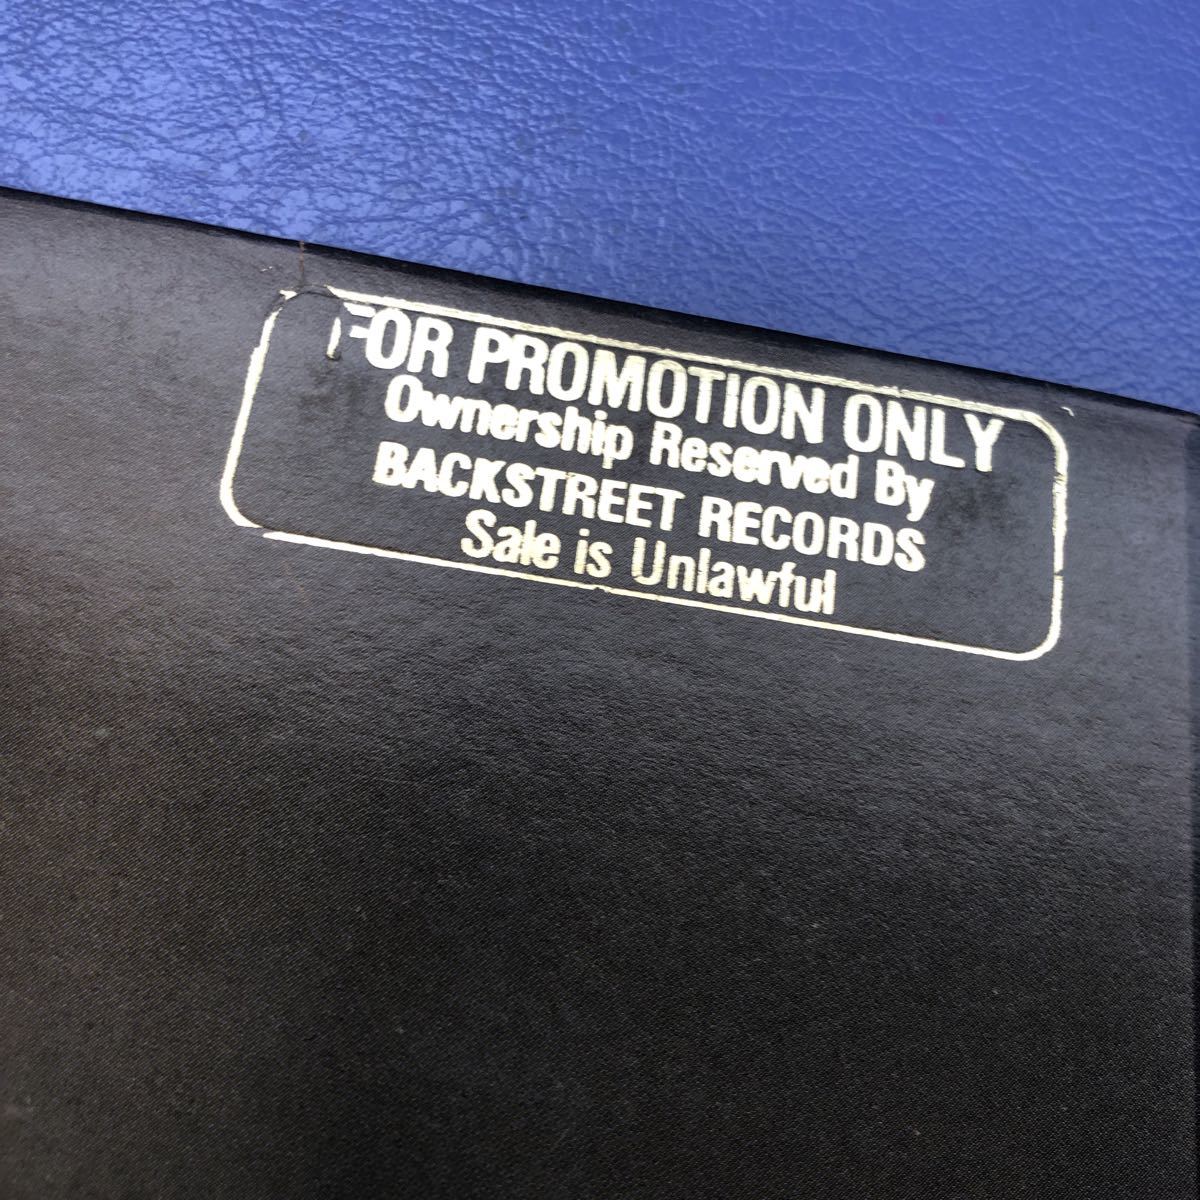 FOR PROMOTION ONLY
Ownership Reserved By
BACKSTREET RECORDS
Sale is Unlawful